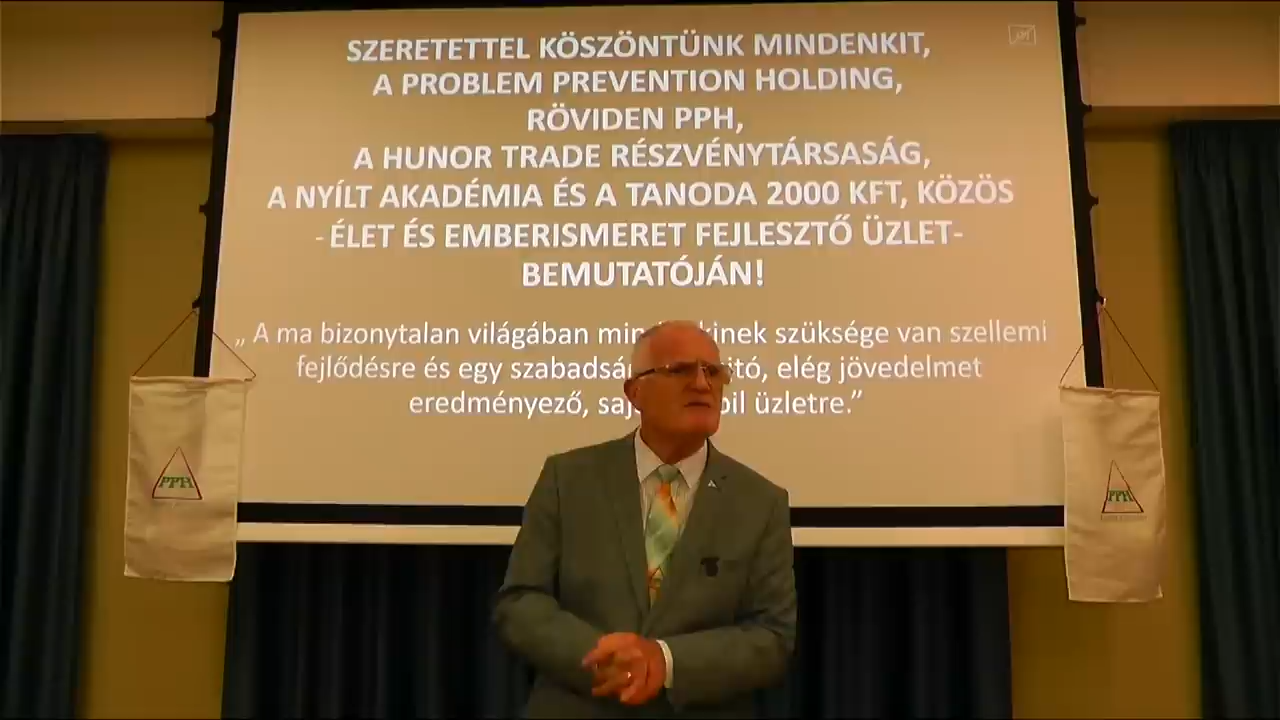 SZERETETTEL KÖSZÖNTÜNK MINDENKIT,
A PROBLEM PREVENTION HOLDING,
RÖVIDEN PPH,
A HUNOR TRADE RÉSZVÉNYTÁRSASÁG,
A NYÍLT AKADÉMIA ÉS A TANODA 2000 KFT, KÖZÖS
- ÉLET ÉS EMBERISMERET FEJLESZTŐ ÜZLET-
BEMUTATÓJÁN!
„ A ma bizonytalan világában szüksége van szellemi
fejlődésre és egy elég jövedelmet
eredményező, üzletre.”
PPH
PPH